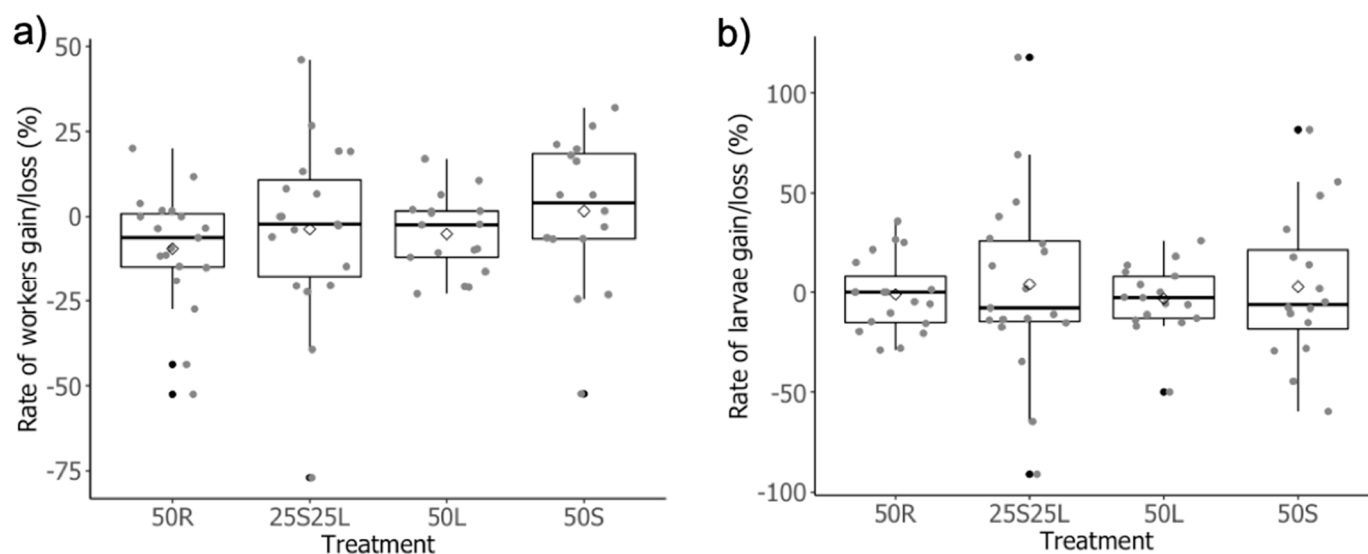 a)
Rate of workers gain/loss (%)
50
25
0
-25
-50
-75
50R 25S25L 50L 50S
Treatment
b)
Rate of larvae gain/loss (%)
100
50
0
-50
-100
50R 25S25L 50L 50S
Treatment